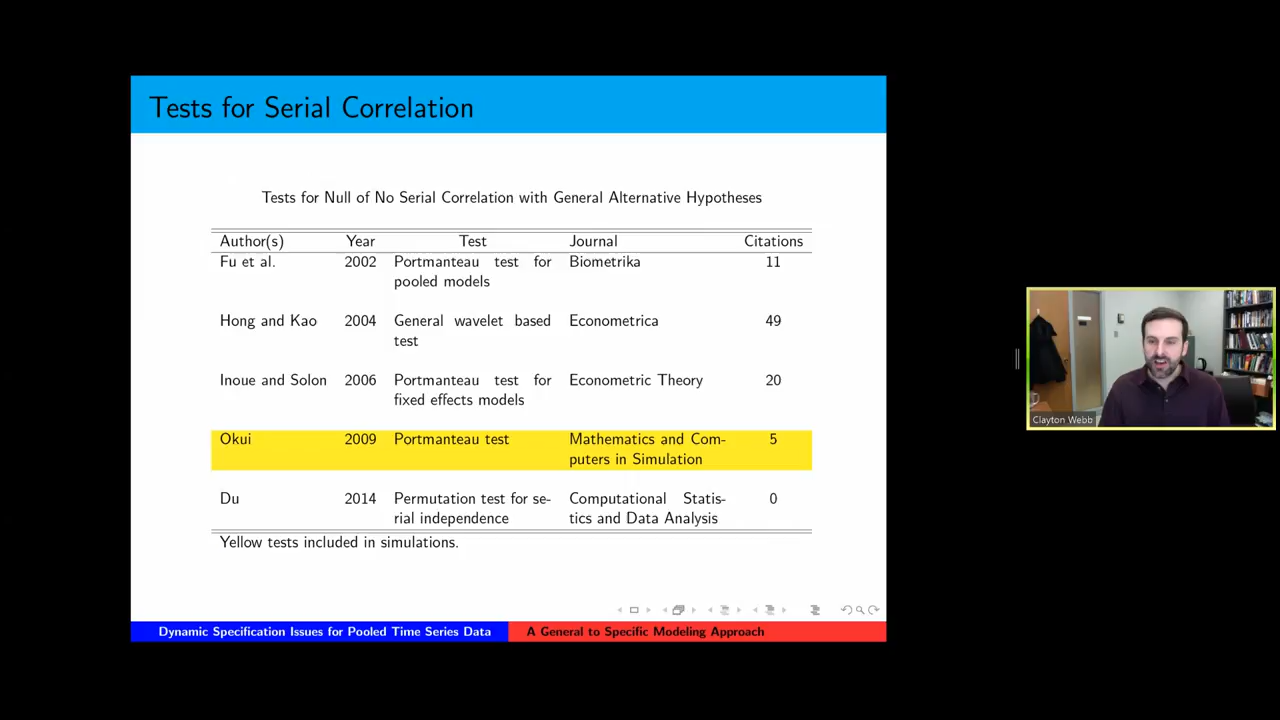 Tests for Serial Correlation
Tests for Null of No Serial Correlation with General Alternative Hypotheses
Author(s) Year Test Journal Citations
Fu et al. 2002 Portmanteau test for Biometrika 11
pooled models
Hong and Kao 2004 General wavelet based Econometrica 49
test
Inoue and Solon 2006 Portmanteau test for Econometric Theory 20
fixed effects models
Okui 2009 Portmanteau test Mathematics and Com- 5
puters in Simulation
Du 2014 Permutation test for se- Computational Statis- 0
rial independence tics and Data Analysis
Yellow tests included in simulations.
Dynamic Specification Issues for Pooled Time Series Data A General to Specific Modeling Approach
Clayton Webb